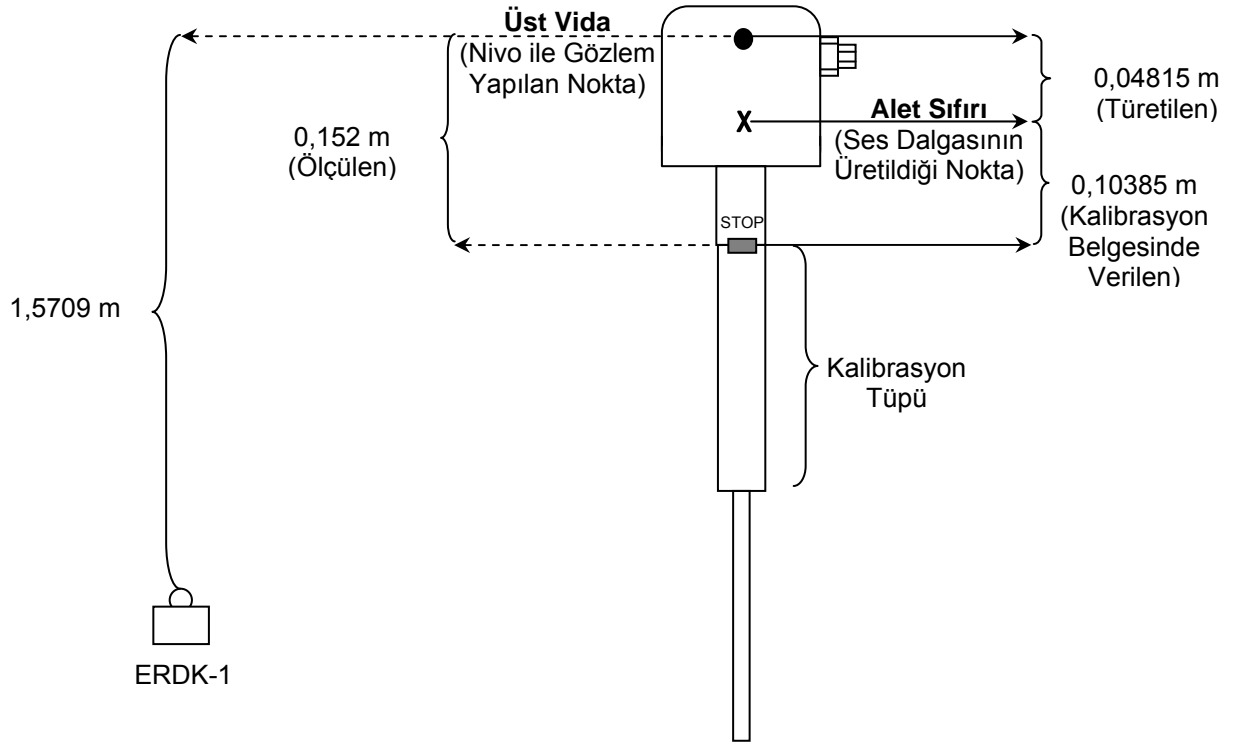 Üst Vida
(Nivo ile Gözlem
Yapılan Nokta)
0,04815 m
(Türetilen)
0,152 m
(Ölçülen)
X
Alet Sıfırı
(Ses Dalgasının
Üretildiği Nokta)
0,10385 m
(Kalibrasyon
Belgesinde
Verilen)
STOP
1,5709 m
Kalibrasyon
Tüpü
ERDK-1